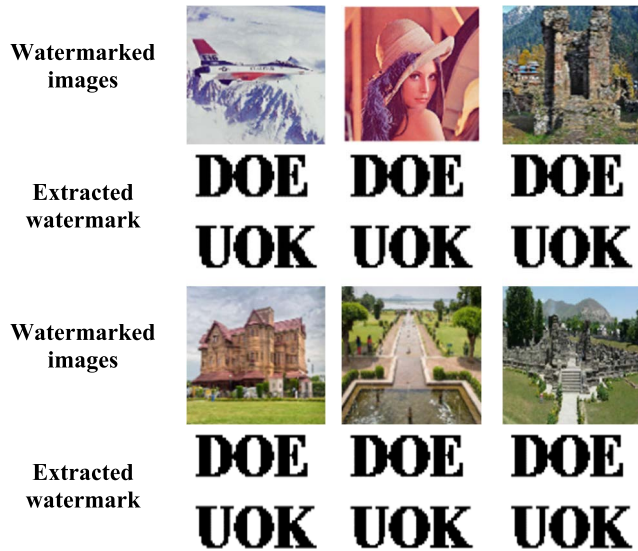 Watermarked
images
Extracted
watermark
DOE DOE DOE
UOK UOK UOK
Watermarked
images
Extracted
watermark
DOE DOE DOE
UOK UOK UOK